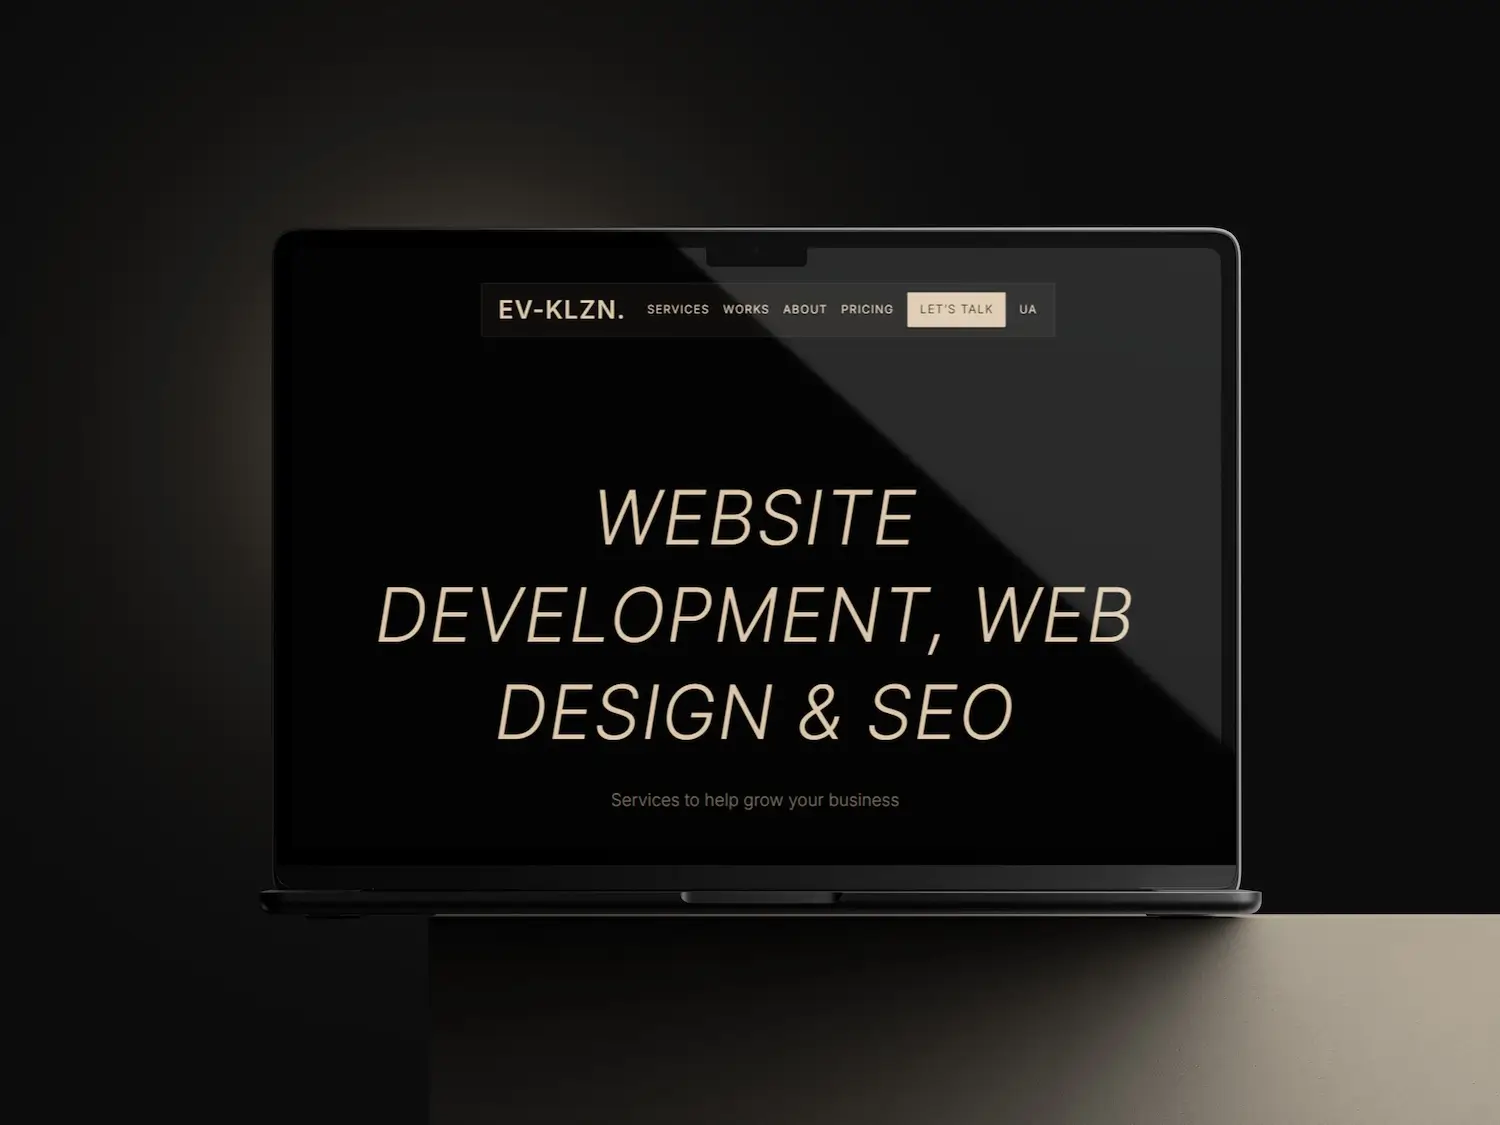 EV-KLZN. SERVICES WORKS ABOUT PRICING LET'S TALK UA
WEBSITE
DEVELOPMENT, WEB
DESIGN & SEO
Services to help grow your business